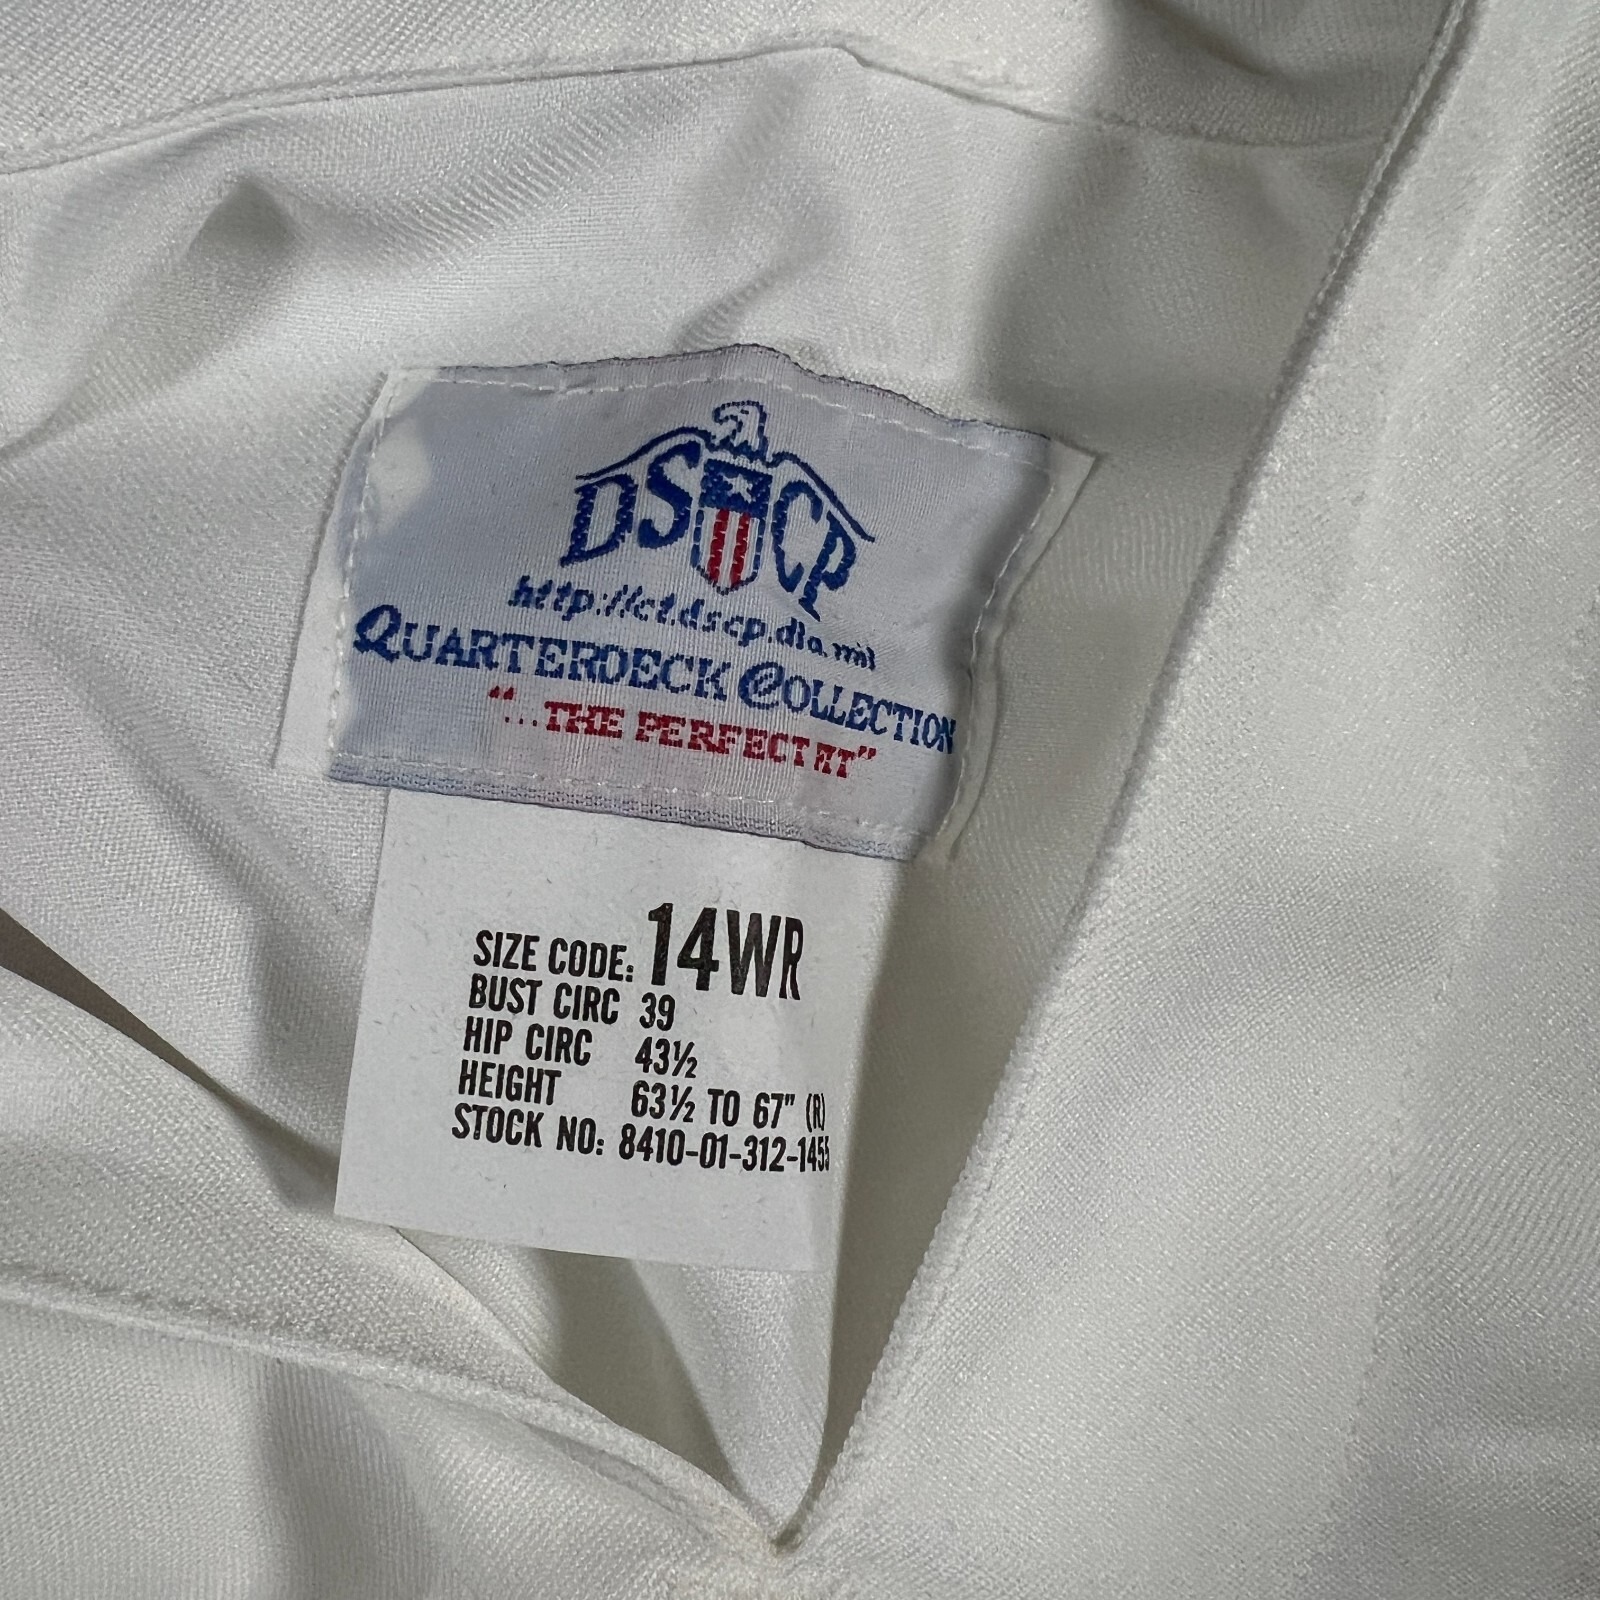 DSCP
http://ct.dscp.dla.mil
QUARTERDECK COLLECTION
"...THE PERFECT FIT"
SIZE CODE: 14WR
BUST CIRC 39
HIP CIRC 43½
HEIGHT 63½ TO 67" (R)
STOCK NO: 8410-01-312-1455